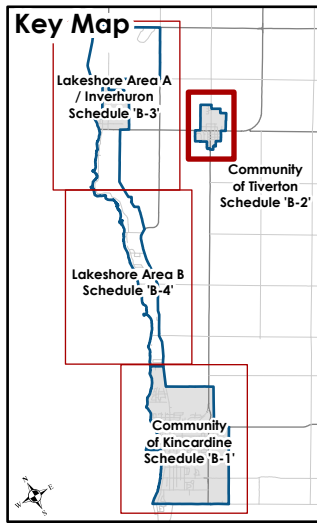 Key Map
Lakeshore Area A
/ Inverhuron
Schedule 'B-3'
Community
of Tiverton
Schedule 'B-2'
Lakeshore Area B
Schedule 'B-4'
Community
of Kincardine
Schedule 'B-1'
N
E
W
S